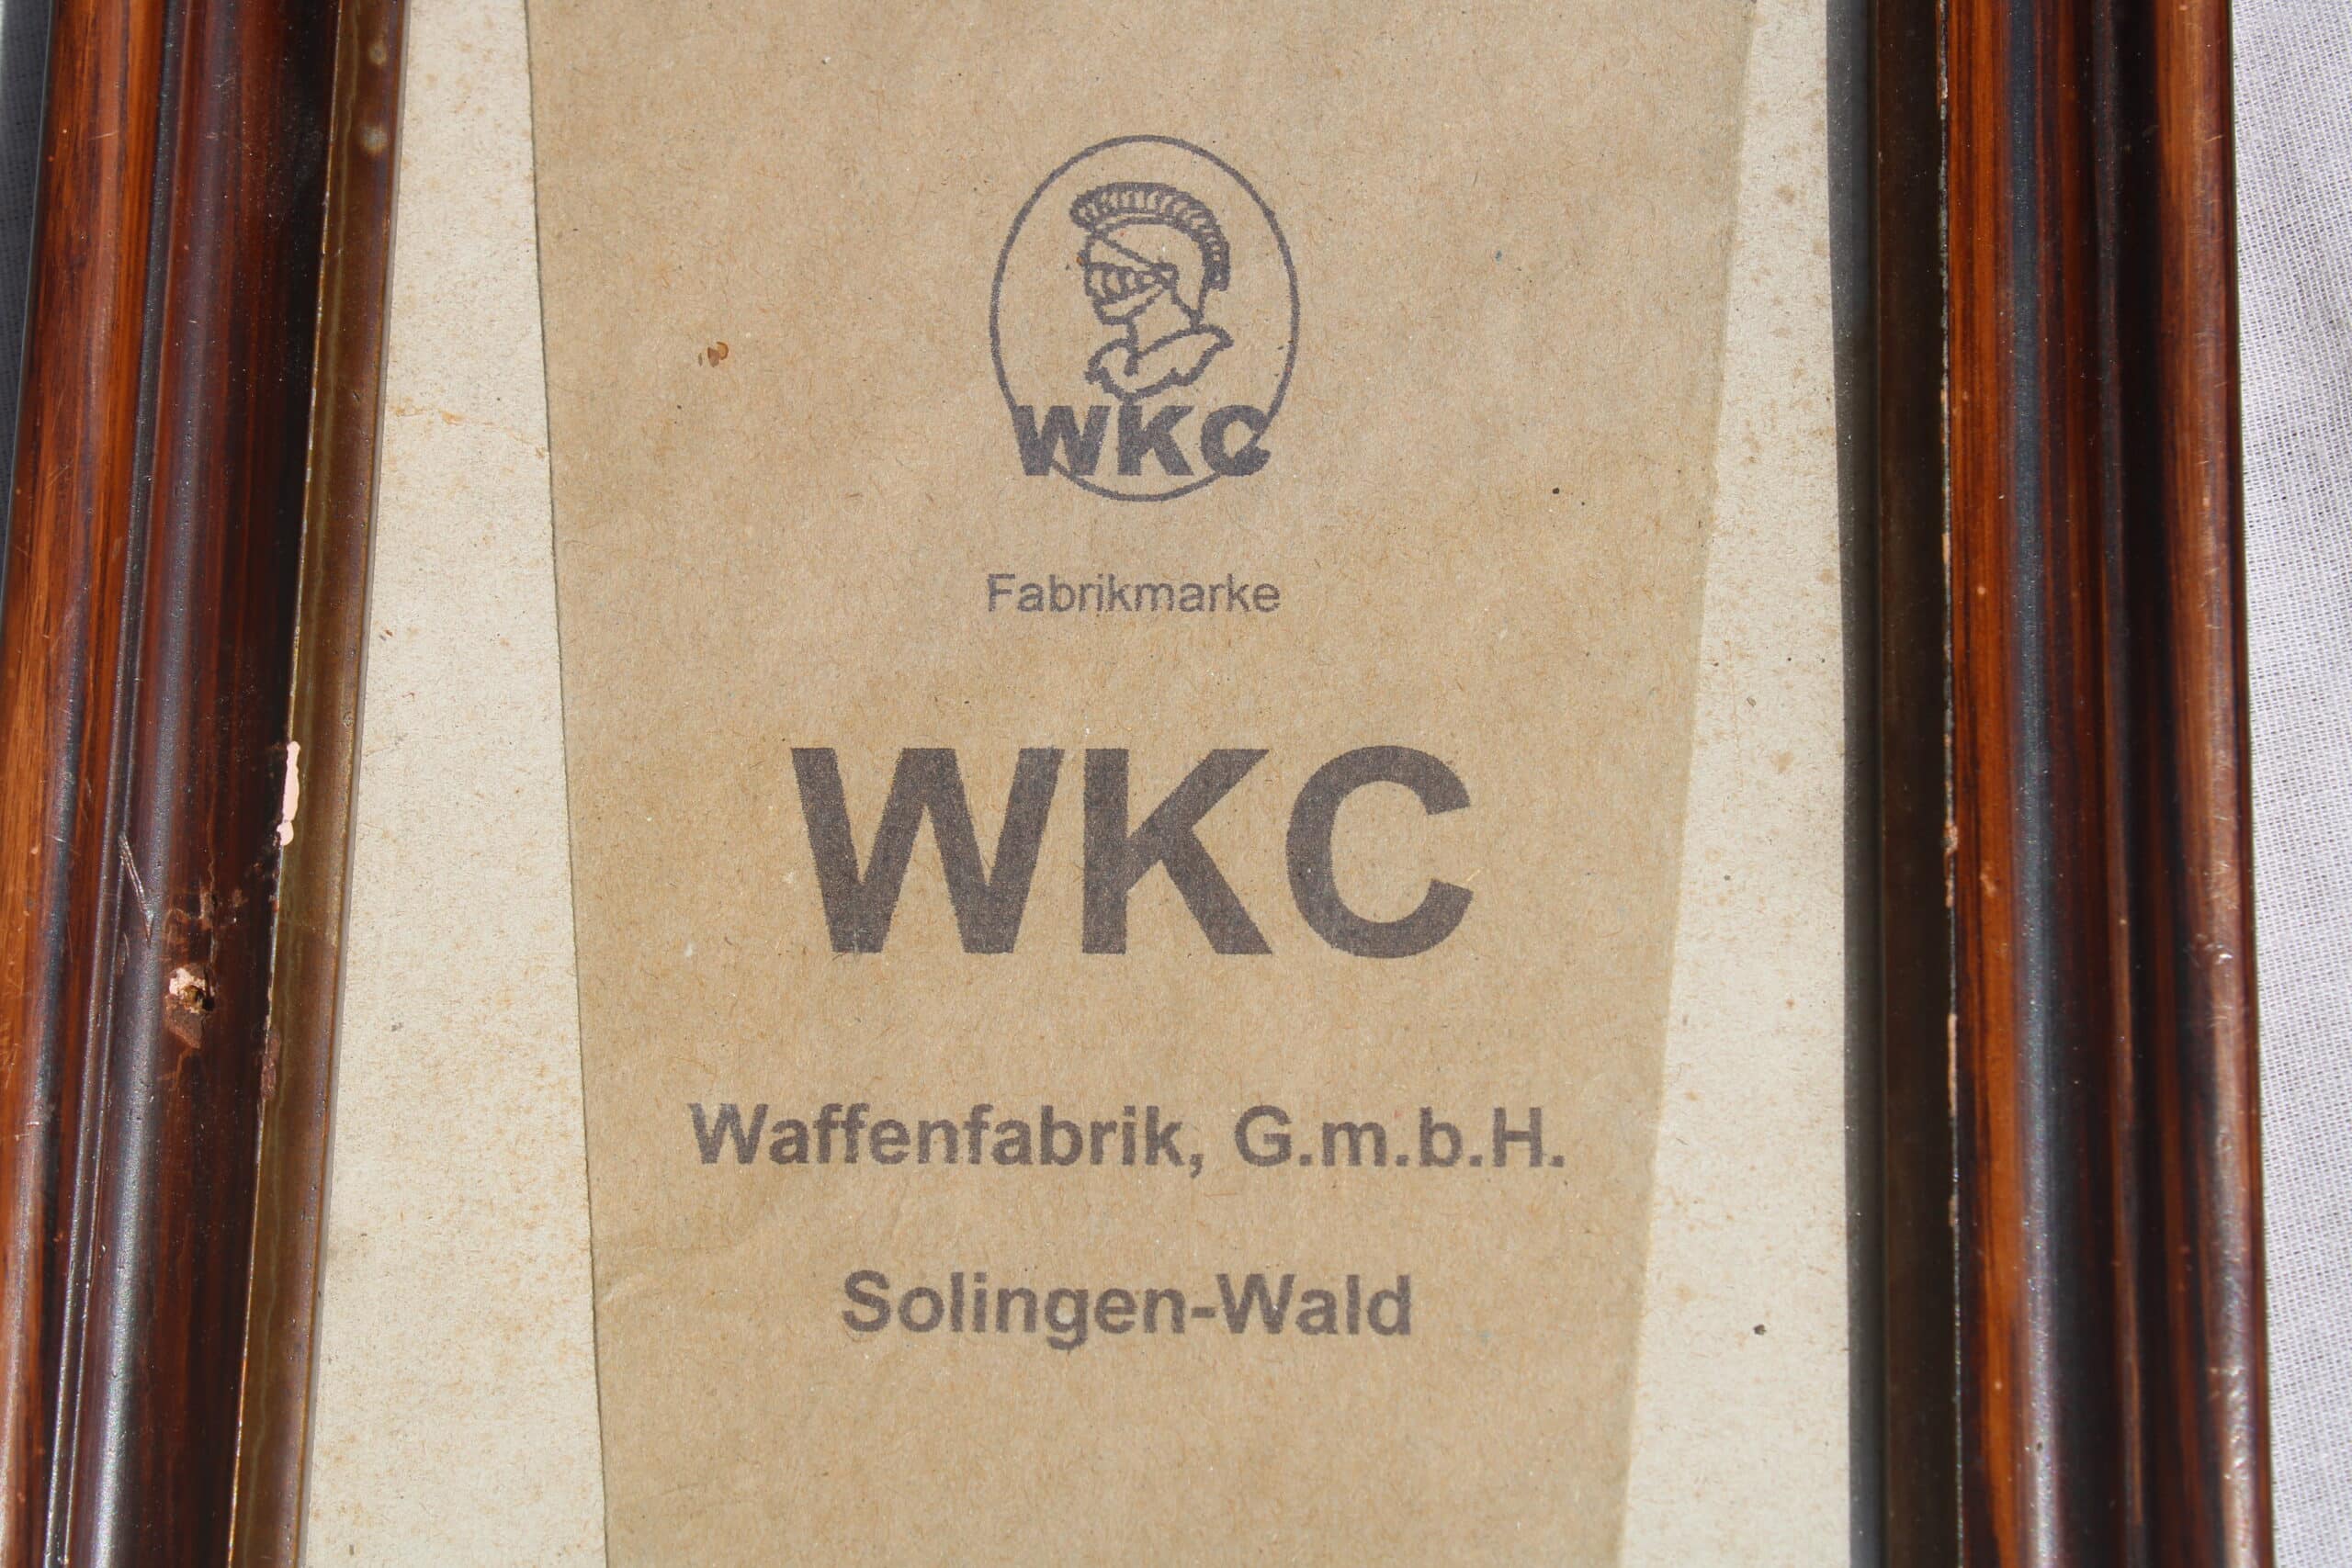 WKC
Fabrikmarke
WKC
Waffenfabrik, G.m.b.H.
Solingen-Wald